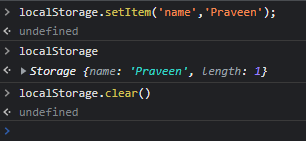 localStorage.setItem('name','Praveen');
undefined
localStorage
Storage {name: 'Praveen', length: 1}
localStorage.clear()
undefined